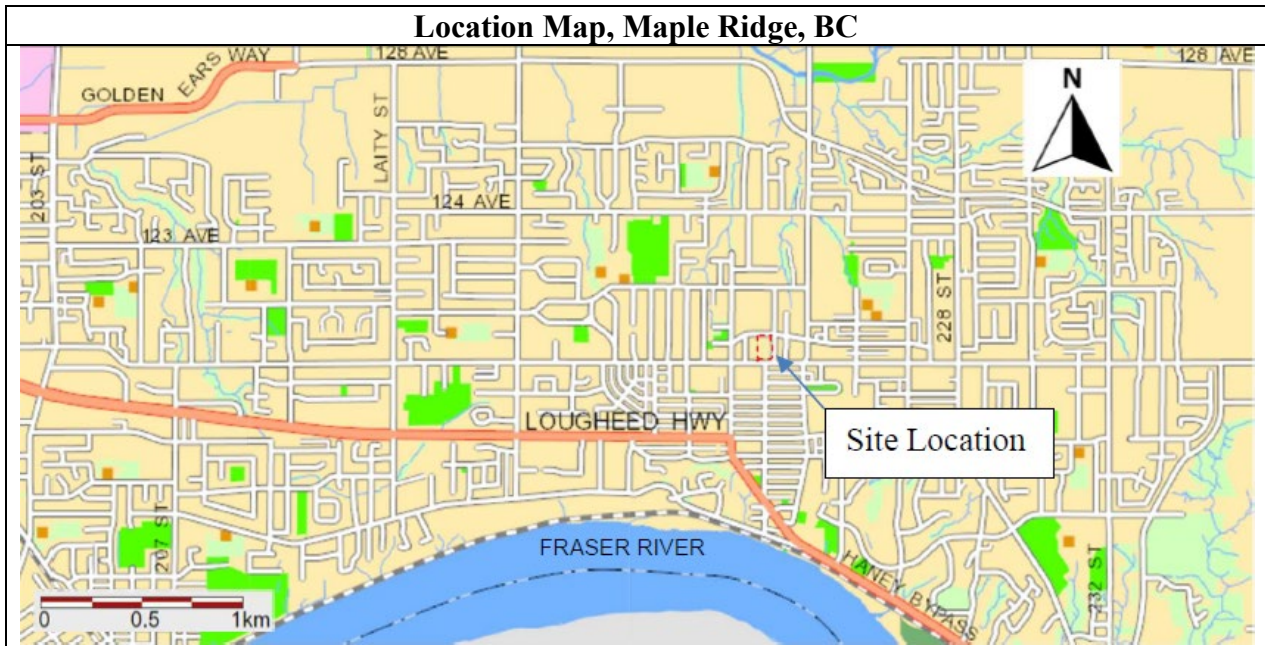 Location Map, Maple Ridge, BC
128 AVE
128 AVE
EARS WAY
GOLDEN
N
LAITY ST
203 ST
124 AVE
123 AVE
228 ST
LOUGHEED HWY
Site Location
207 ST
FRASER RIVER
HANEY BYPASS
232 ST
0 0.5 1km